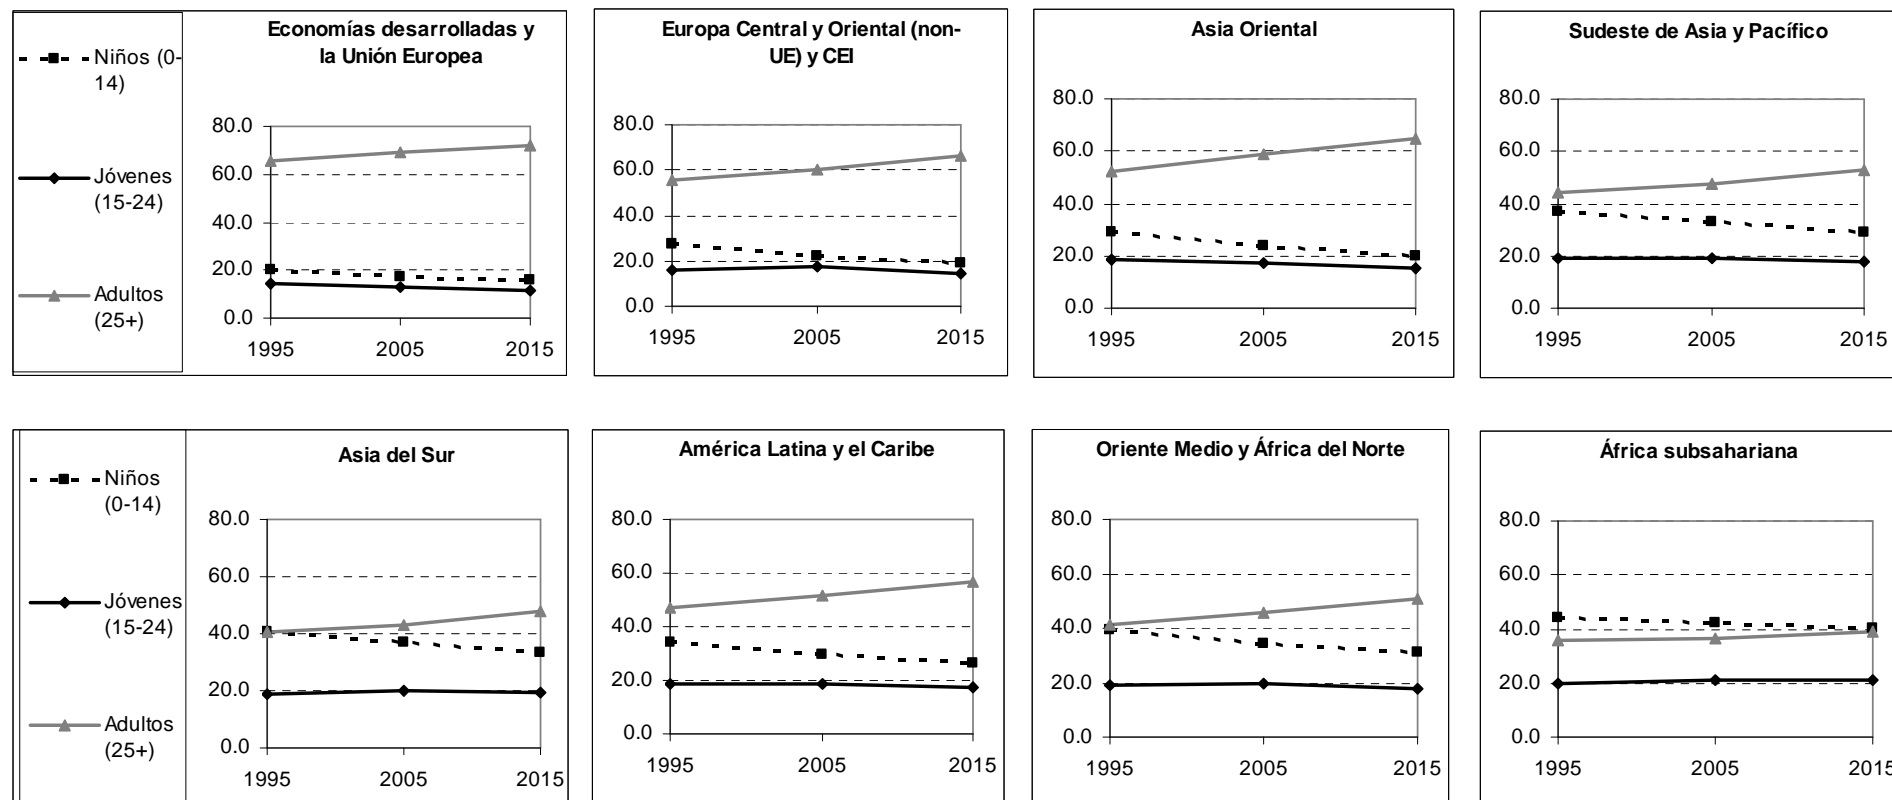 Niños (0-
14)
Jóvenes
(15-24)
Adultos
(25+)
Economías desarrolladas y
la Unión Europea
80.0
60.0
40.0
20.0
0.0
1995 2005 2015
Europa Central y Oriental (non-
UE) y CEI
80.0
60.0
40.0
20.0
0.0
1995 2005 2015
Asia Oriental
80.0
60.0
40.0
20.0
0.0
1995 2005 2015
Sudeste de Asia y Pacífico
80.0
60.0
40.0
20.0
0.0
1995 2005 2015
Niños
(0-14)
Jóvenes
(15-24)
Adultos
(25+)
Asia del Sur
80.0
60.0
40.0
20.0
0.0
1995 2005 2015
América Latina y el Caribe
80.0
60.0
40.0
20.0
0.0
1995 2005 2015
Oriente Medio y África del Norte
80.0
60.0
40.0
20.0
0.0
1995 2005 2015
África subsahariana
80.0
60.0
40.0
20.0
0.0
1995 2005 2015